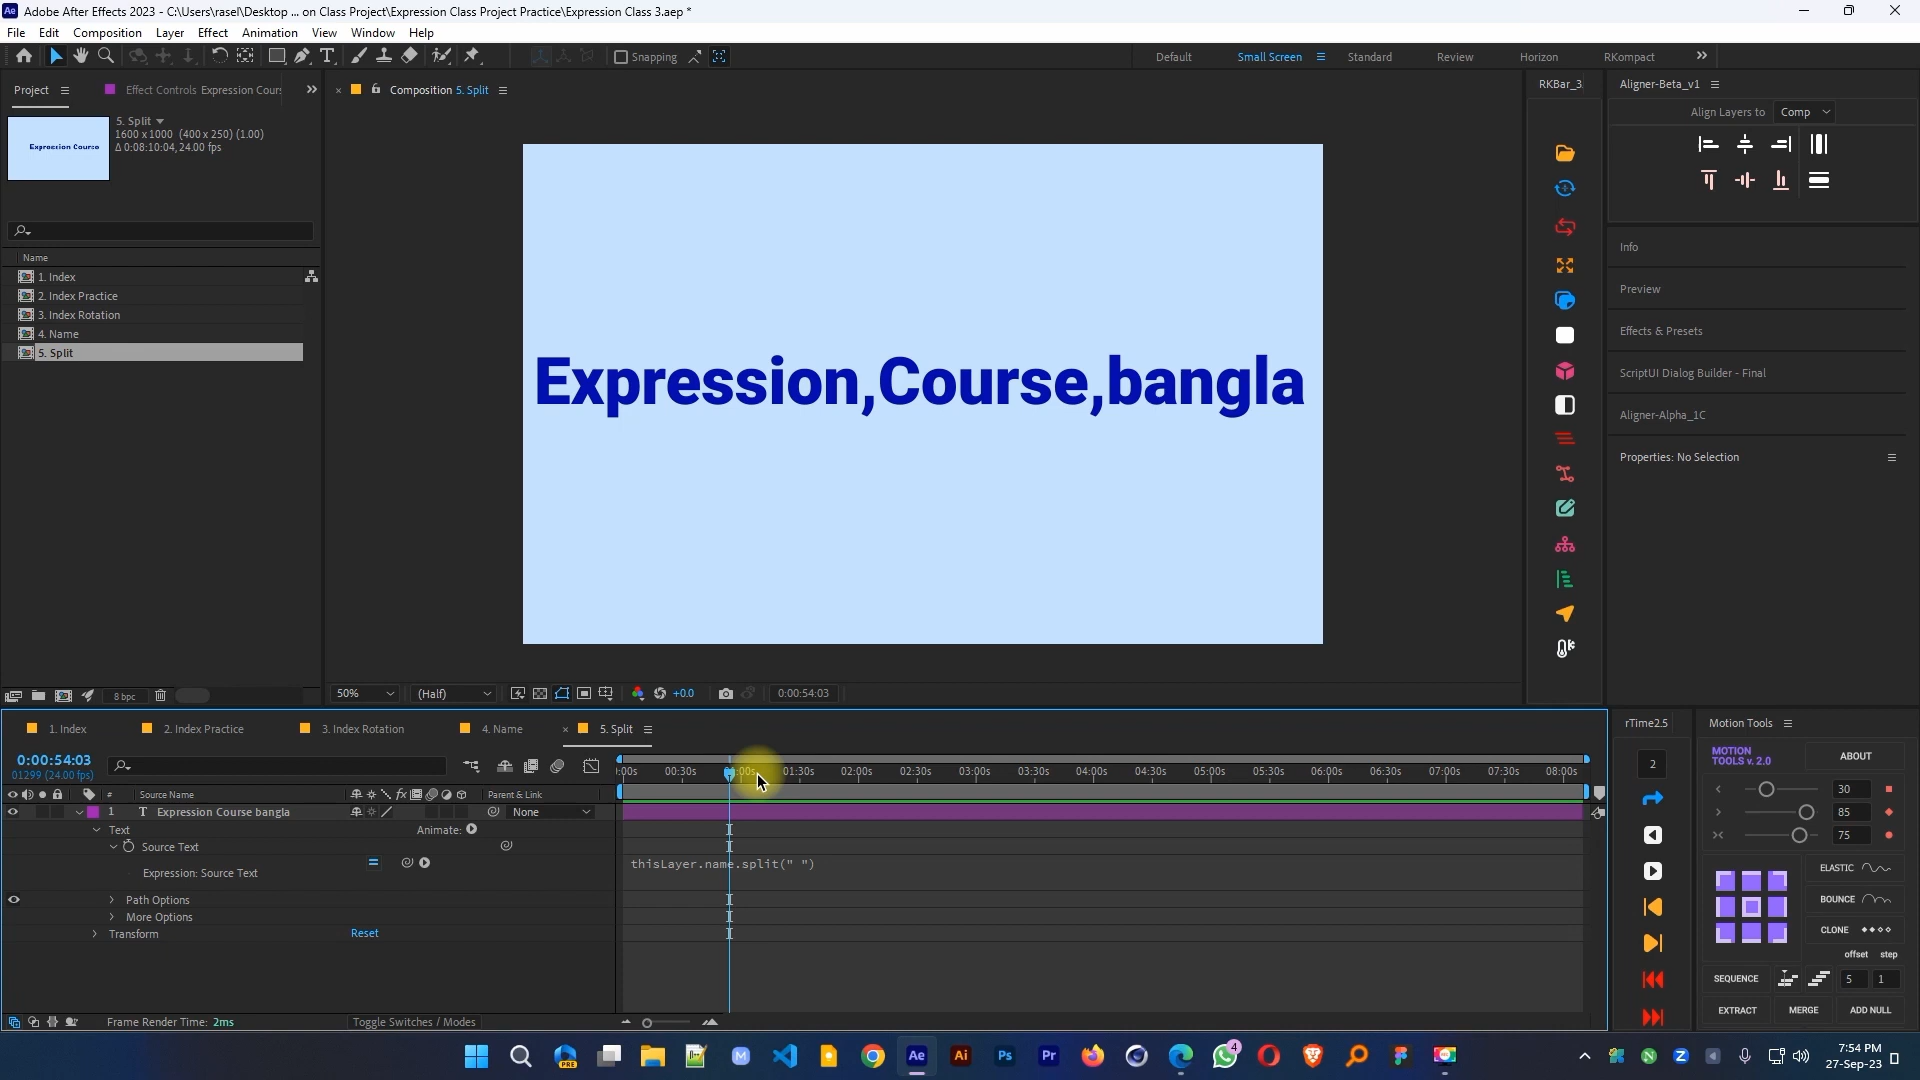 Adobe After Effects 2023 - C:\Users\rasel\Desktop ... on Class Project\Expression Class Project Practice\Expression Class 3.aep *
File Edit Composition Layer Effect Animation View Window Help
Snapping
Default Small Screen Standard Review Horizon RKompact
Project Effect Controls Expression Cours
Composition 5. Split
RKBar_3
Aligner-Beta_v1
5. Split
1600 x 1000 (400 x 250) (1.00)
Δ 0:08:10:04, 24.00 fps
Expression Course
Align Layers to Comp
Name
1. Index
2. Index Practice
3. Index Rotation
4. Name
5. Split
Expression,Course,bangla
Info
Preview
Effects & Presets
ScriptUI Dialog Builder - Final
Aligner-Alpha_1C
Properties: No Selection
8 bpc
50% (Half) +0.0 0:00:54:03
1. Index 2. Index Practice 3. Index Rotation 4. Name 5. Split
rTime2.5
Motion Tools
0:00:54:03
01299 (24.00 fps)
:00s 00:30s 01:30s 02:00s 02:30s 03:00s 03:30s 04:00s 04:30s 05:00s 05:30s 06:00s 06:30s 07:00s 07:30s 08:00s
# Source Name Parent & Link
1 T Expression Course bangla None
Text Animate:
Source Text
Expression: Source Text
thisLayer.name.split(" ")
Path Options
More Options
Transform Reset
Frame Render Time: 2ms Toggle Switches / Modes
2
MOTION
TOOLS v. 2.0
ABOUT
30
85
75
ELASTIC
BOUNCE
CLONE
offset step
SEQUENCE 5 1
EXTRACT MERGE ADD NULL
PRE
Ae Ai Ps Pr
4
7:54 PM
27-Sep-23